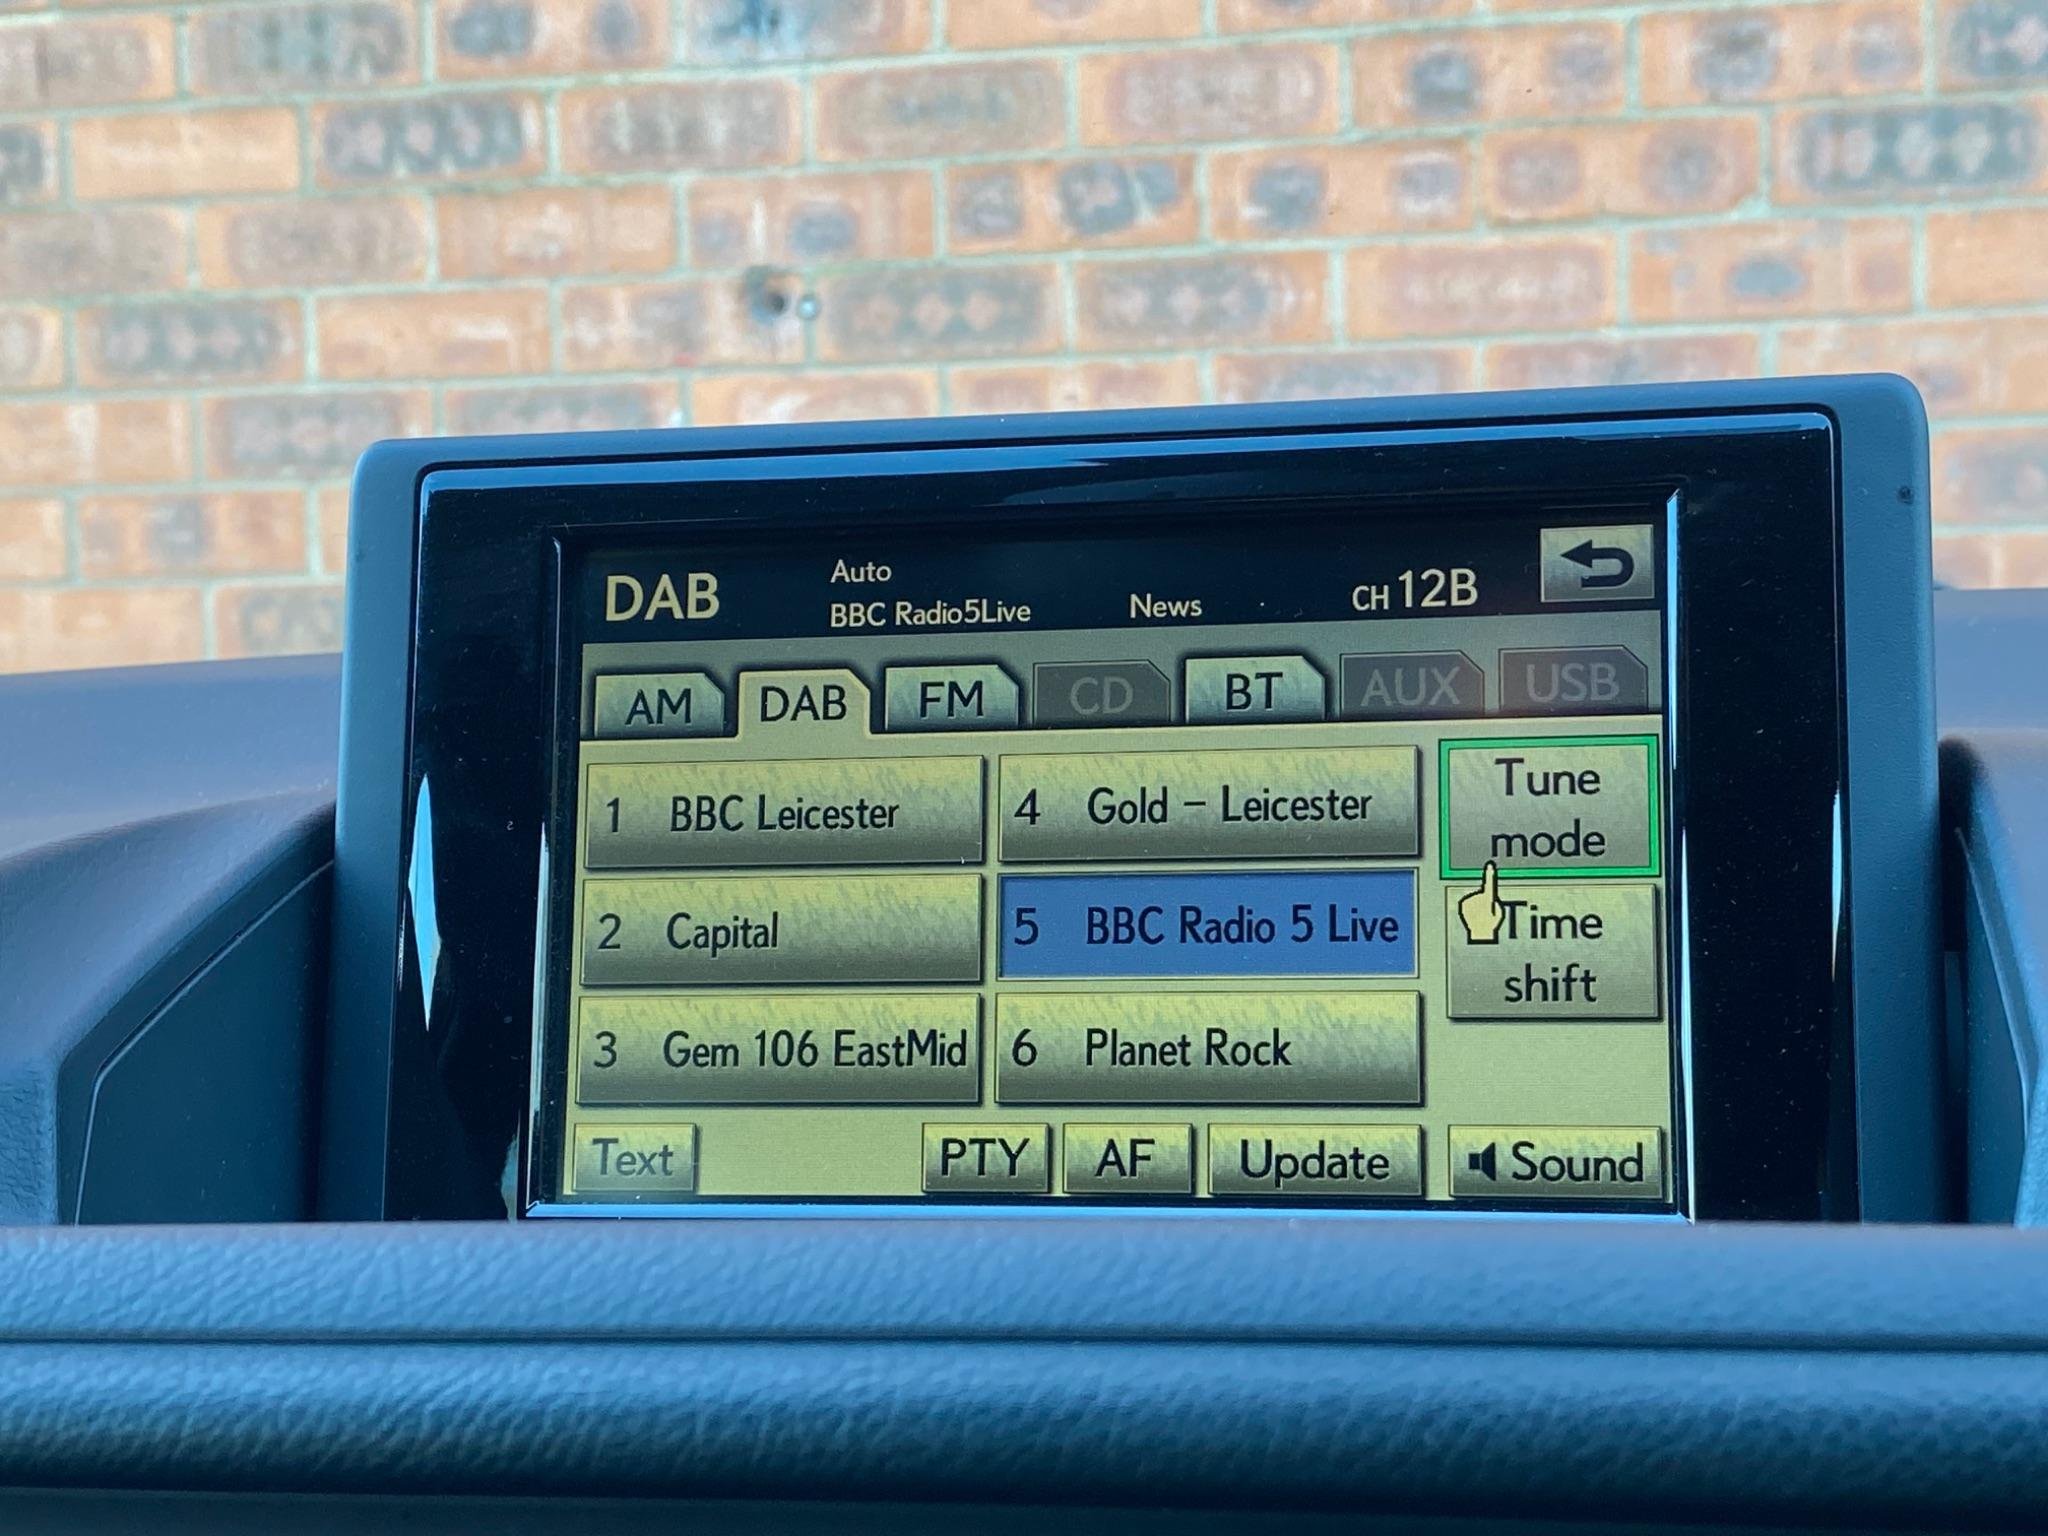 DAB
Auto
BBC Radio5Live
News
CH 12B
AM
DAB
FM
CD
BT
AUX
USB
1 BBC Leicester
4 Gold – Leicester
Tune
mode
2 Capital
5 BBC Radio 5 Live
Time
shift
3 Gem 106 EastMid
6 Planet Rock
Text
PTY
AF
Update
Sound